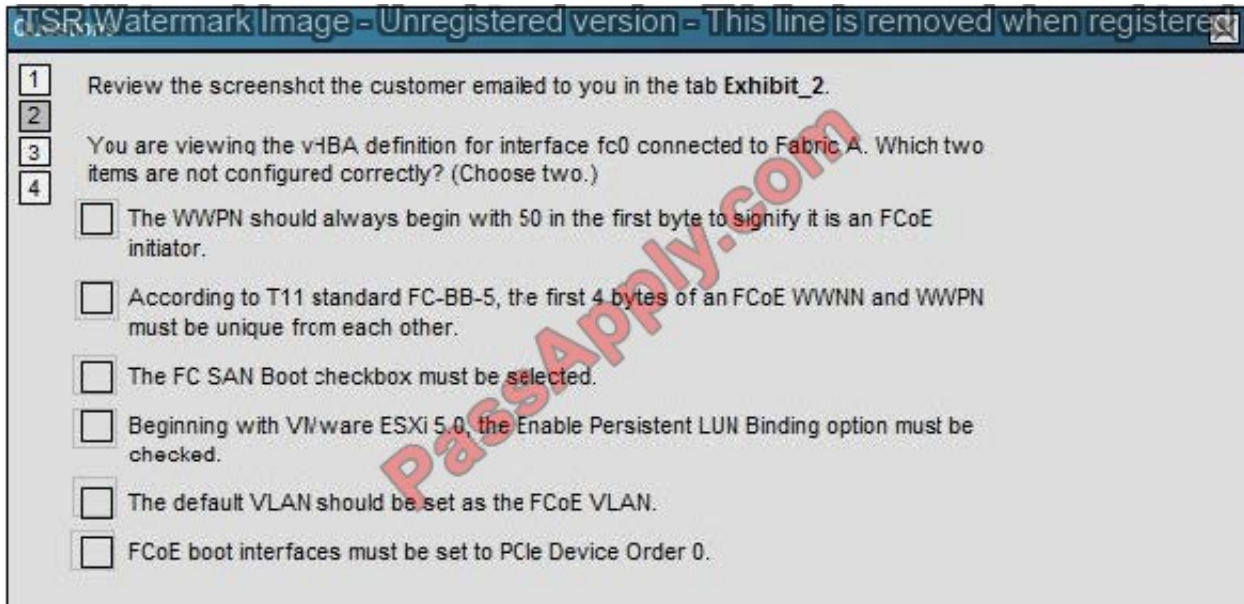 TSR Watermark Image - Unregistered version - This line is removed when registered
Questions
1
2
3
4
Review the screenshot the customer emailed to you in the tab Exhibit_2.
You are viewing the vHBA definition for interface fc0 connected to Fabric A. Which two
items are not configured correctly? (Choose two.)
The WWPN should always begin with 50 in the first byte to signify it is an FCoE
initiator.
According to T11 standard FC-BB-5, the first 4 bytes of an FCoE WWNN and WWPN
must be unique from each other.
The FC SAN Boot checkbox must be selected.
Beginning with VMware ESXi 5.0, the Enable Persistent LUN Binding option must be
checked.
The default VLAN should be set as the FCoE VLAN.
FCoE boot interfaces must be set to PCIe Device Order 0.
PassApply.com